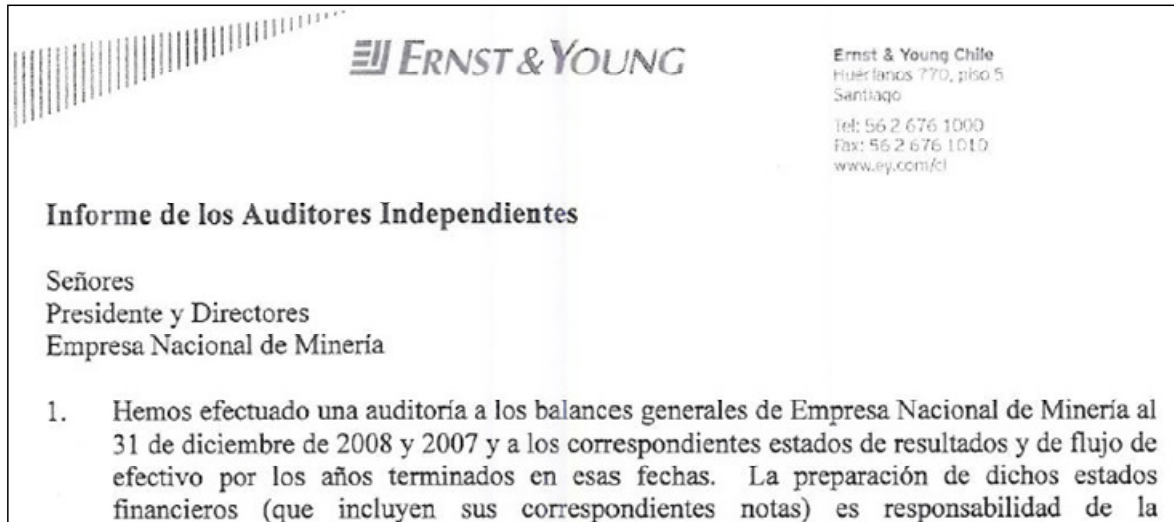 ERNST & YOUNG
Ernst & Young Chile
Huérfanos 770, piso 5
Santiago
Tel: 56 2 676 1000
Fax: 56 2 676 1010
www.ey.com/cl
Informe de los Auditores Independientes
Señores
Presidente y Directores
Empresa Nacional de Minería
1. Hemos efectuado una auditoría a los balances generales de Empresa Nacional de Minería al
31 de diciembre de 2008 y 2007 y a los correspondientes estados de resultados y de flujo de
efectivo por los años terminados en esas fechas. La preparación de dichos estados
financieros (que incluyen sus correspondientes notas) es responsabilidad de la